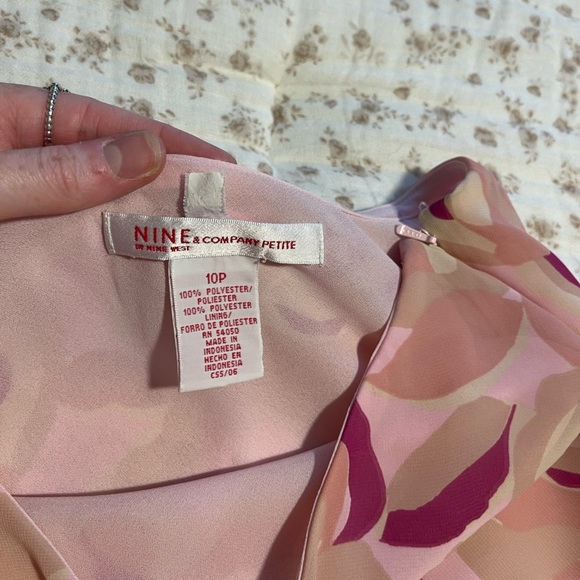 NINE & COMPANY PETITE
BY NINE WEST
10P
100% POLYESTER/
POLIESTER
100% POLYESTER
LINING/
FORRO DE POLIESTER
RN 54050
MADE IN
INDONESIA
HECHO EN
INDONESIA
CSS/06